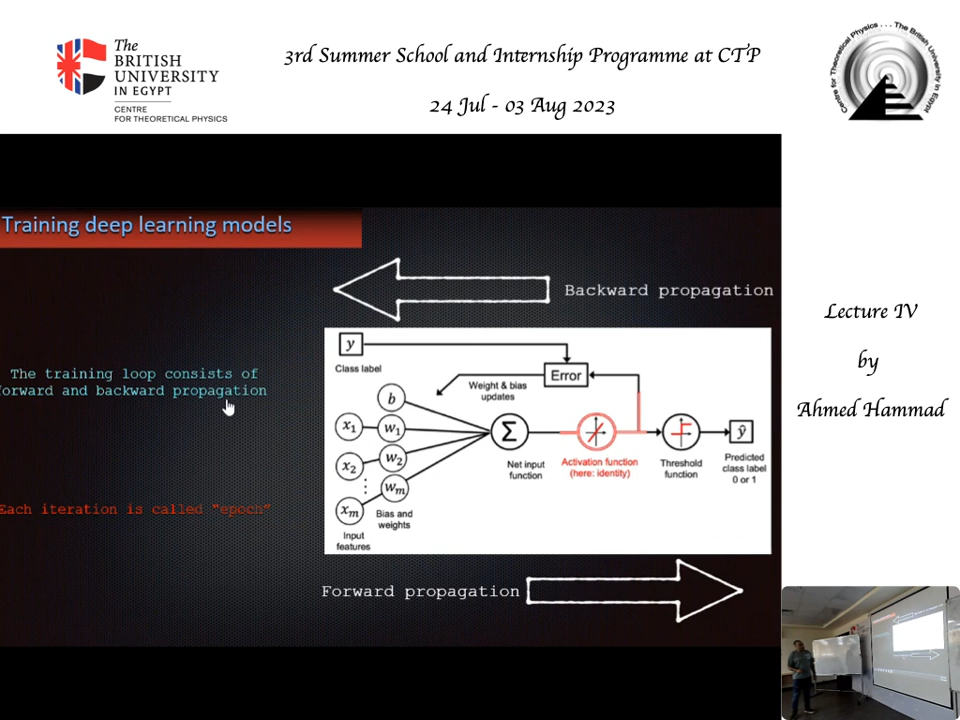 The
BRITISH
UNIVERSITY
IN EGYPT
CENTRE
FOR THEORETICAL PHYSICS
3rd Summer School and Internship Programme at CTP
24 Jul - 03 Aug 2023
Centre for Theoretical Physics . . . The British University in Egypt
Training deep learning models
Backward propagation
The training loop consists of
forward and backward propagation
Each iteration is called "epoch"
y
Class label
Error
Weight & bias
updates
b
x1
w1
x2
w2
⋮
xm
wm
Σ
ŷ
Net input
function
Activation function
(here: identity)
Threshold
function
Predicted
class label
0 or 1
Bias and
weights
Input
features
Forward propagation
Lecture IV
by
Ahmed Hammad